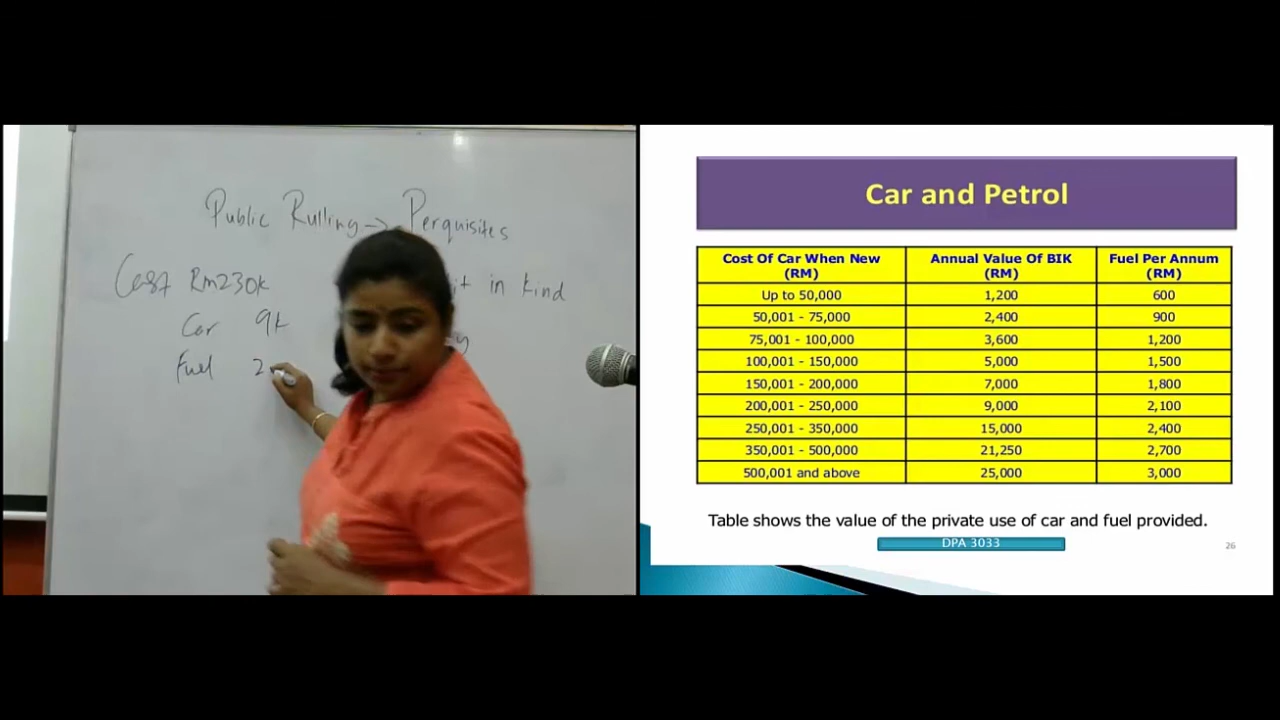 Public Rulling → Perquisites
Cost Rm230k
in kind
Car 9k
Fuel 2
Car and Petrol
Cost Of Car When New (RM) Annual Value Of BIK (RM) Fuel Per Annum (RM)
Up to 50,000 1,200 600
50,001 - 75,000 2,400 900
75,001 - 100,000 3,600 1,200
100,001 - 150,000 5,000 1,500
150,001 - 200,000 7,000 1,800
200,001 - 250,000 9,000 2,100
250,001 - 350,000 15,000 2,400
350,001 - 500,000 21,250 2,700
500,001 and above 25,000 3,000
Table shows the value of the private use of car and fuel provided.
DPA 3033
26